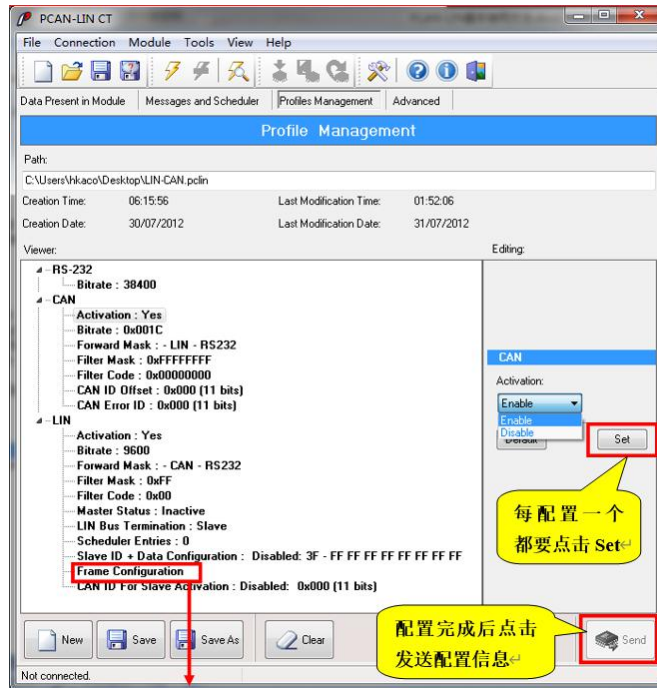 PCAN-LIN CT
File Connection Module Tools View Help
Data Present in Module Messages and Scheduler Profiles Management Advanced
Profile Management
Path:
C:\Users\hkaco\Desktop\LIN-CAN.pclin
Creation Time: 06:15:56 Last Modification Time: 01:52:06
Creation Date: 30/07/2012 Last Modification Date: 31/07/2012
Viewer: Editing:
RS-232
Bitrate : 38400
CAN
Activation : Yes
Bitrate : 0x001C
Forward Mask : - LIN - RS232
Filter Mask : 0xFFFFFFFF
Filter Code : 0x00000000
CAN ID Offset : 0x000 (11 bits)
CAN Error ID : 0x000 (11 bits)
LIN
Activation : Yes
Bitrate : 9600
Forward Mask : - CAN - RS232
Filter Mask : 0xFF
Filter Code : 0x00
Master Status : Inactive
LIN Bus Termination : Slave
Scheduler Entries : 0
Slave ID + Data Configuration : Disabled: 3F - FF FF FF FF FF FF FF FF
Frame Configuration
CAN ID For Slave Activation : Disabled: 0x000 (11 bits)
CAN
Activation:
Enable
Enable
Disable
Default Set
每配置一个
都要点击 Set
配置完成后点击
发送配置信息
New Save Save As Clear Send
Not connected.